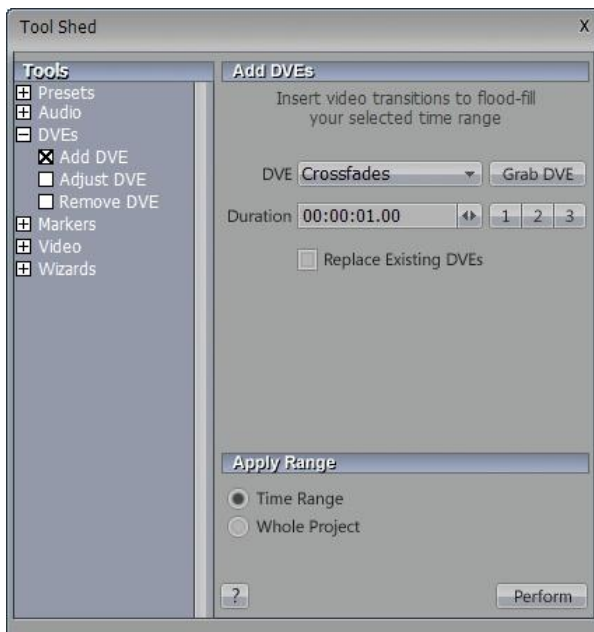 Tool Shed X
Tools
Presets
Audio
DVEs
Add DVE
Adjust DVE
Remove DVE
Markers
Video
Wizards
Add DVEs
Insert video transitions to flood-fill
your selected time range
DVE Crossfades Grab DVE
Duration 00:00:01.00 1 2 3
Replace Existing DVEs
Apply Range
Time Range
Whole Project
? Perform